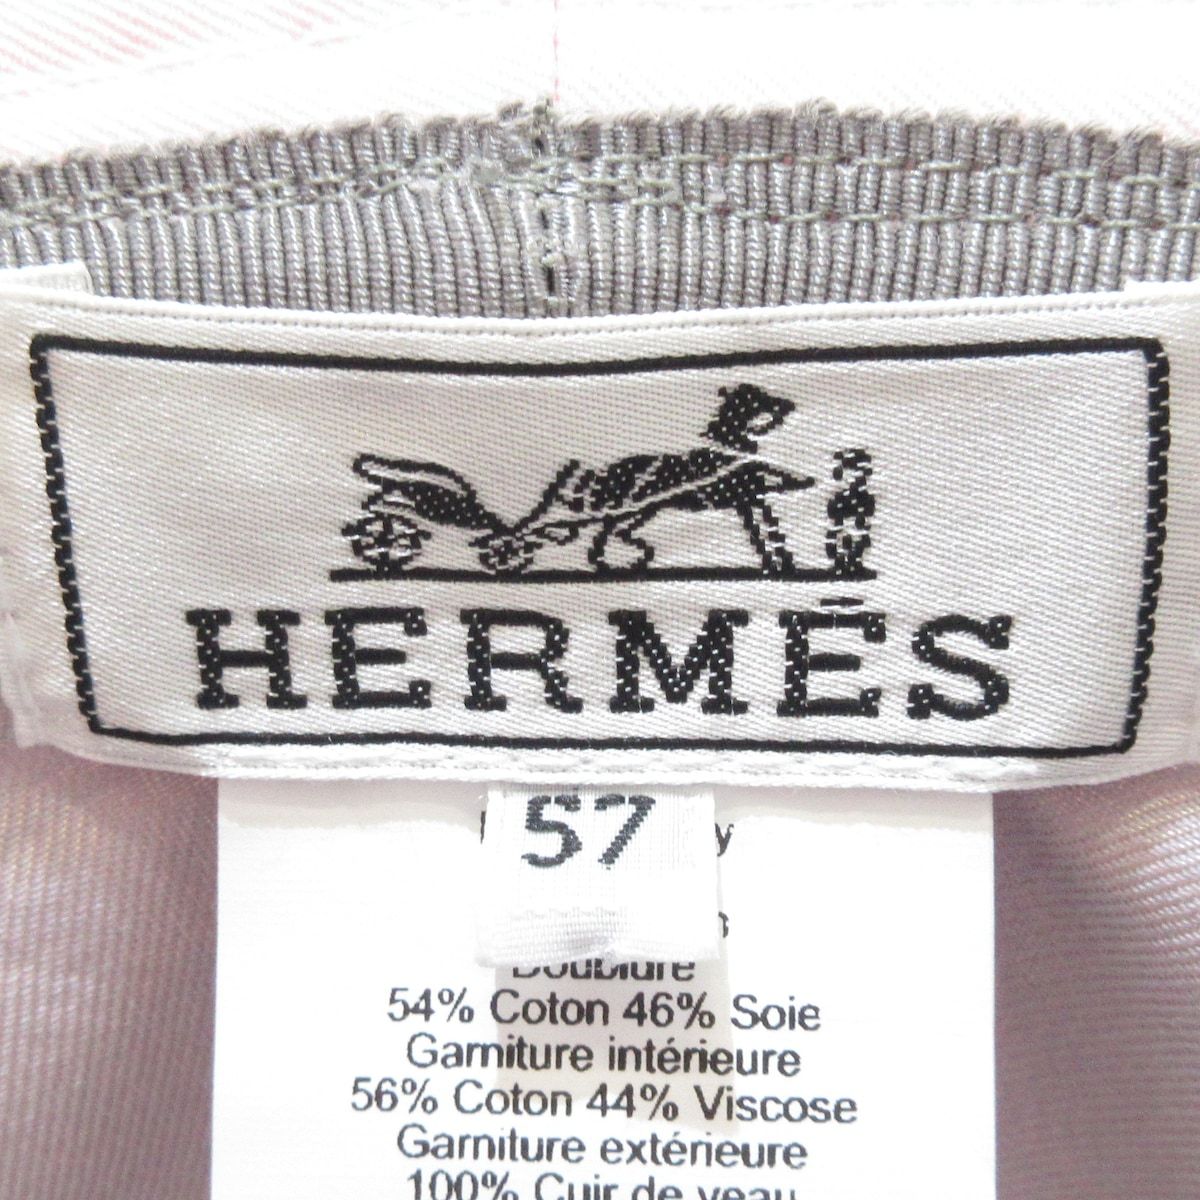 HERMÈS
57
Doublure
54% Coton 46% Soie
Garniture intérieure
56% Coton 44% Viscose
Garniture extérieure
100% Cuir de veau